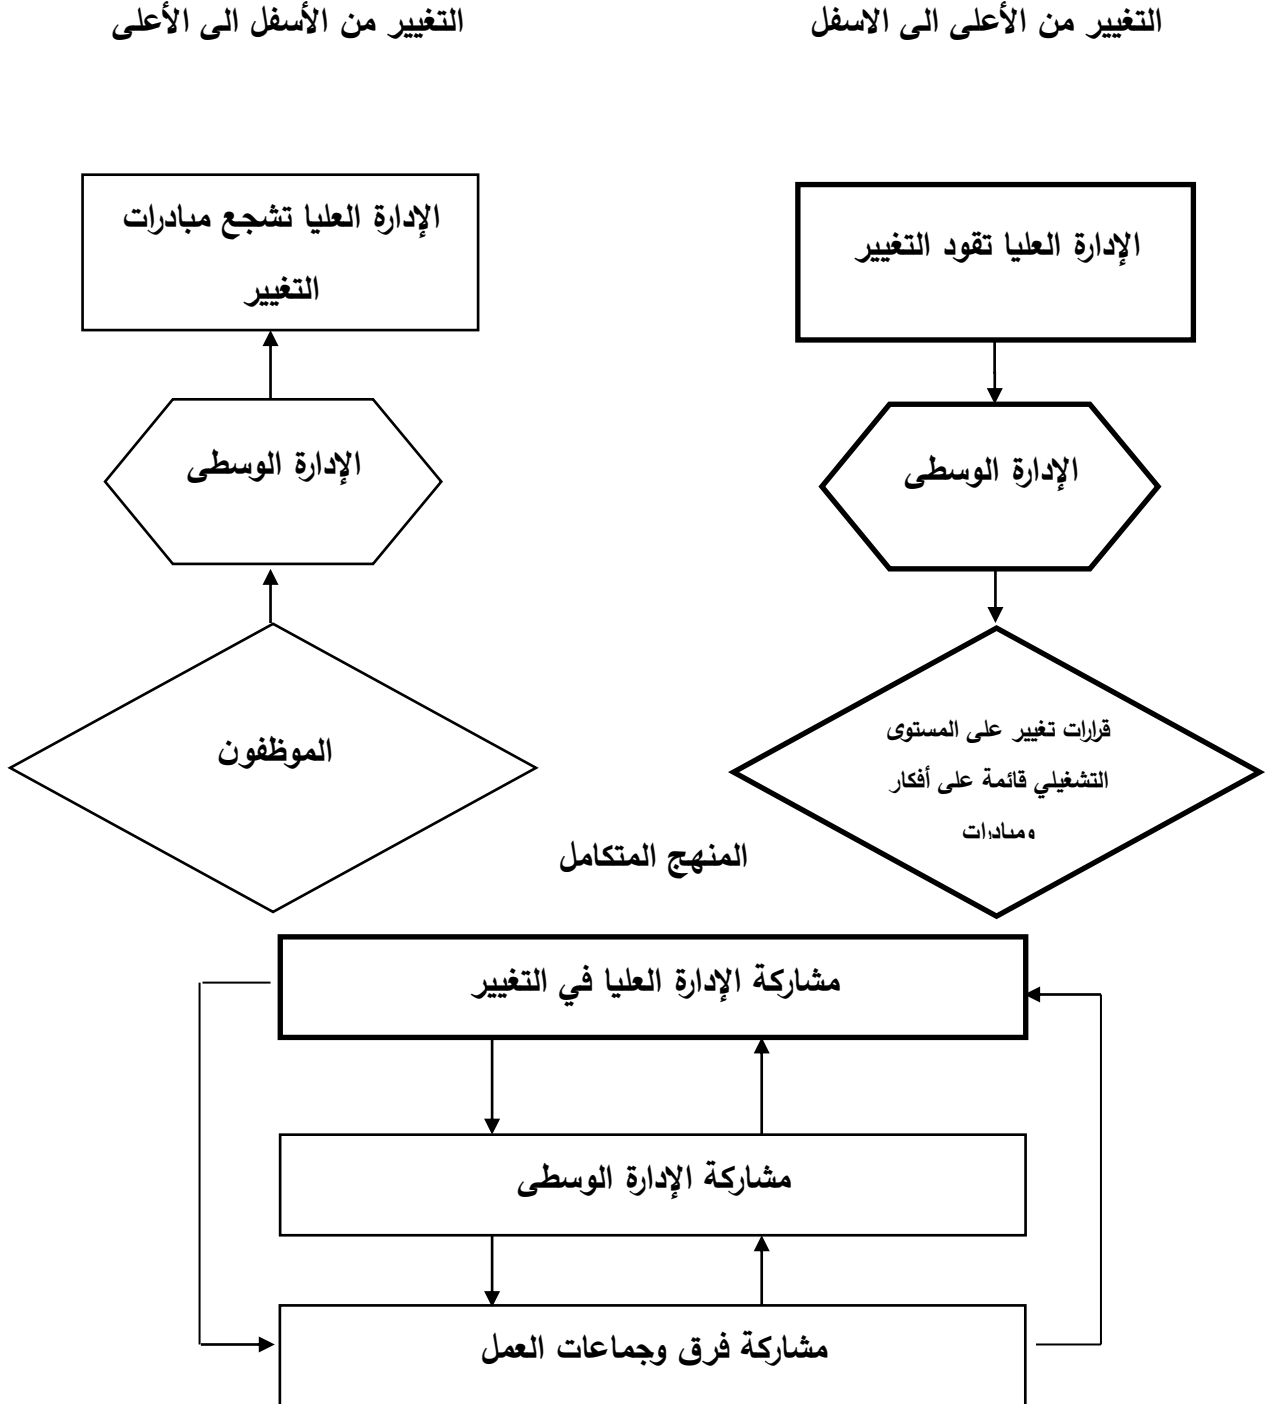 التغيير من الأعلى الى الاسفل
التغيير من الأسفل الى الأعلى
الإدارة العليا تقود التغيير
الإدارة الوسطى
قرارات تغيير على المستوى
التشغيلي قائمة على أفكار
ومبادرات
الإدارة العليا تشجع مبادرات
التغيير
الإدارة الوسطى
الموظفون
المنهج المتكامل
مشاركة الإدارة العليا في التغيير
مشاركة الإدارة الوسطى
مشاركة فرق وجماعات العمل